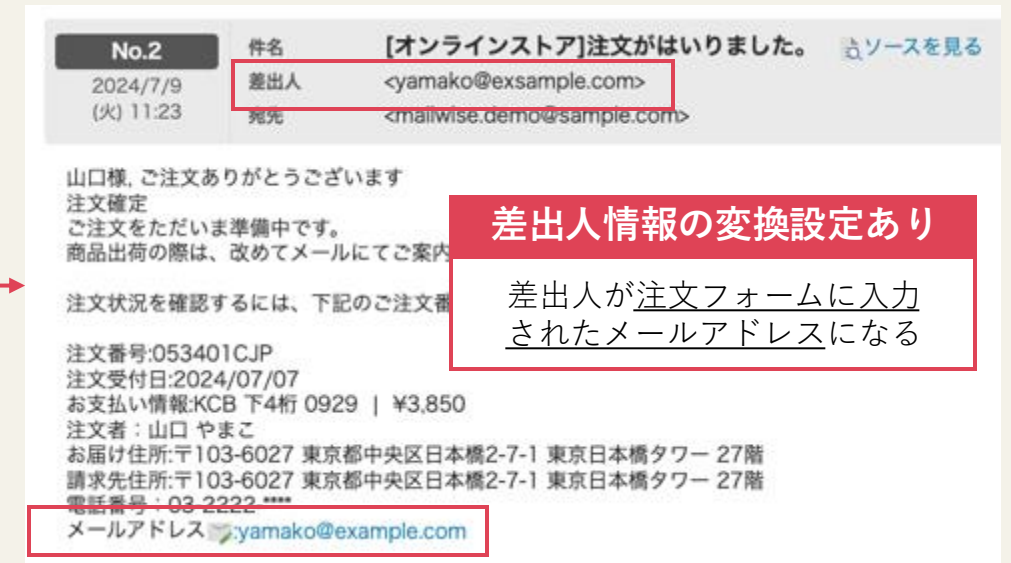 No.2
2024/7/9
(火) 11:23
件名 [オンラインストア]注文がはいりました。 ソースを見る
差出人 <yamako@exsample.com>
宛先 <mailwise.demo@sample.com>
山口様, ご注文ありがとうございます
注文確定
ご注文をただいま準備中です。
商品出荷の際は、改めてメールにてご案内
注文状況を確認するには、下記のご注文番
差出人情報の変換設定あり
差出人が注文フォームに入力
されたメールアドレスになる
注文番号:053401CJP
注文受付日:2024/07/07
お支払い情報:KCB 下4桁 0929 | ¥3,850
注文者：山口 やまこ
お届け住所:〒103-6027 東京都中央区日本橋2-7-1 東京日本橋タワー 27階
請求先住所:〒103-6027 東京都中央区日本橋2-7-1 東京日本橋タワー 27階
電話番号：03-2222-****
メールアドレス:yamako@example.com